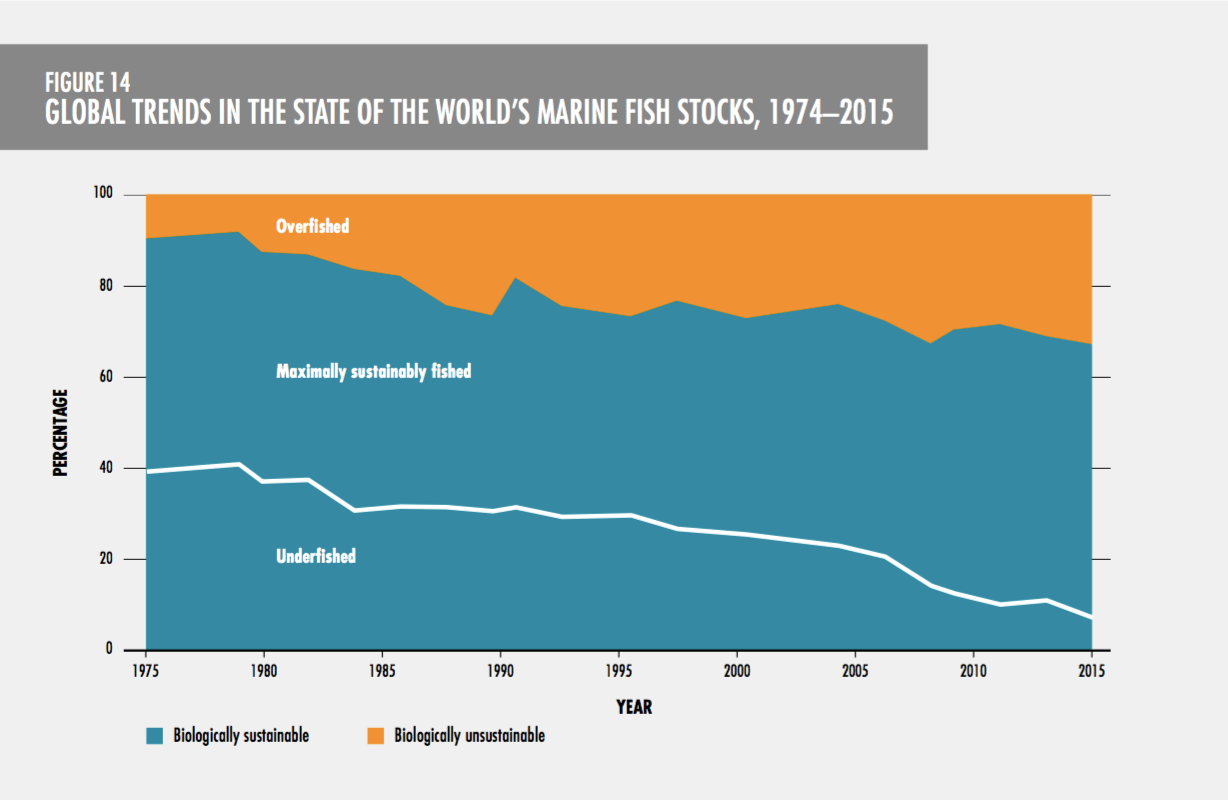 FIGURE 14
GLOBAL TRENDS IN THE STATE OF THE WORLD'S MARINE FISH STOCKS, 1974–2015
100
Overfished
80
Maximally sustainably fished
60
PERCENTAGE
40
Underfished
20
0
1975 1980 1985 1990 1995 2000 2005 2010 2015
YEAR
Biologically sustainable Biologically unsustainable